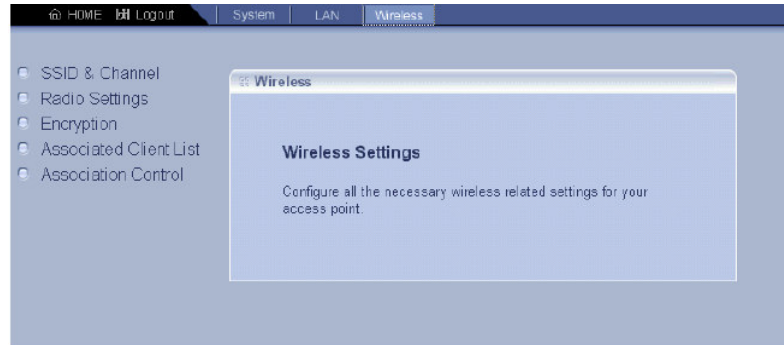 HOME Logout System LAN Wireless
SSID & Channel
Radio Settings
Encryption
Associated Client List
Association Control
Wireless
Wireless Settings
Configure all the necessary wireless related settings for your
access point.